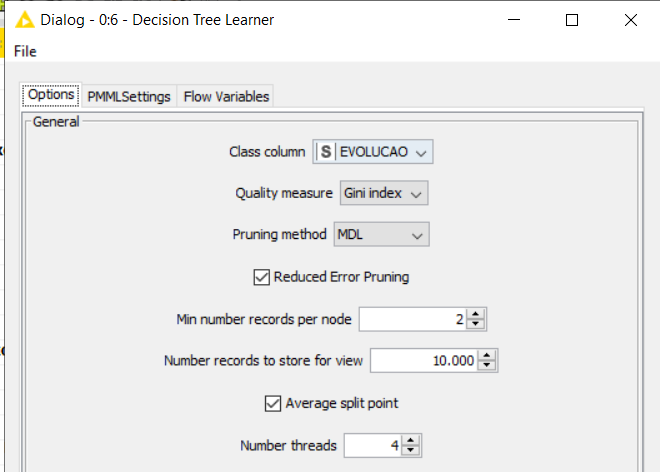 Dialog - 0:6 - Decision Tree Learner
File
Options PMMLSettings Flow Variables
General
Class column S EVOLUCAO
Quality measure Gini index
Pruning method MDL
Reduced Error Pruning
Min number records per node 2
Number records to store for view 10.000
Average split point
Number threads 4